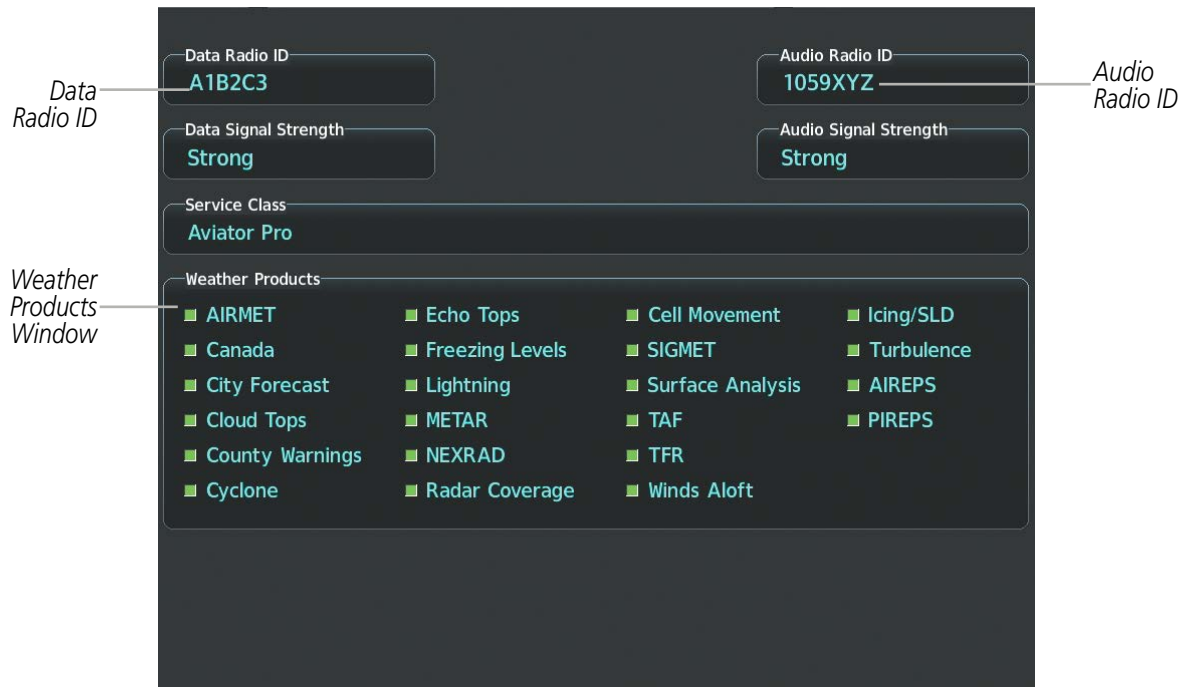 Data Radio ID
A1B2C3
Audio Radio ID
1059XYZ
Data
Radio ID
Audio
Radio ID
Data Signal Strength
Strong
Audio Signal Strength
Strong
Service Class
Aviator Pro
Weather
Products
Window
Weather Products
AIRMET Echo Tops Cell Movement Icing/SLD
Canada Freezing Levels SIGMET Turbulence
City Forecast Lightning Surface Analysis AIREPS
Cloud Tops METAR TAF PIREPS
County Warnings NEXRAD TFR
Cyclone Radar Coverage Winds Aloft